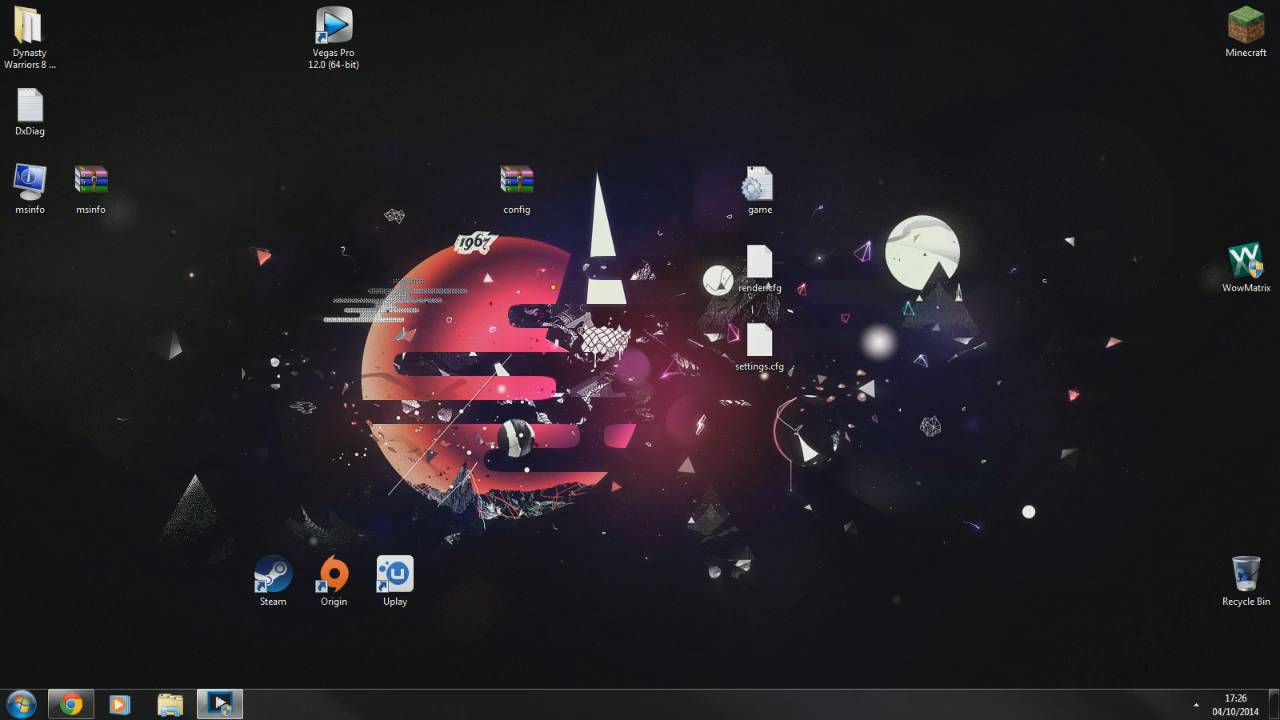 Dynasty
Warriors 8 ...
Vegas Pro
12.0 (64-bit)
Minecraft
DxDiag
msinfo
msinfo
config
game
1967
?
render.cfg
WowMatrix
settings.cfg
Steam
Origin
Uplay
Recycle Bin
17:26
04/10/2014